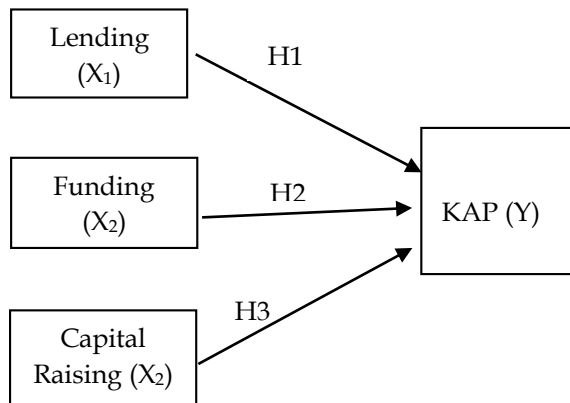 Lending
(X₁)
H1
Funding
(X₂)
H2
KAP (Y)
H3
Capital
Raising (X₂)